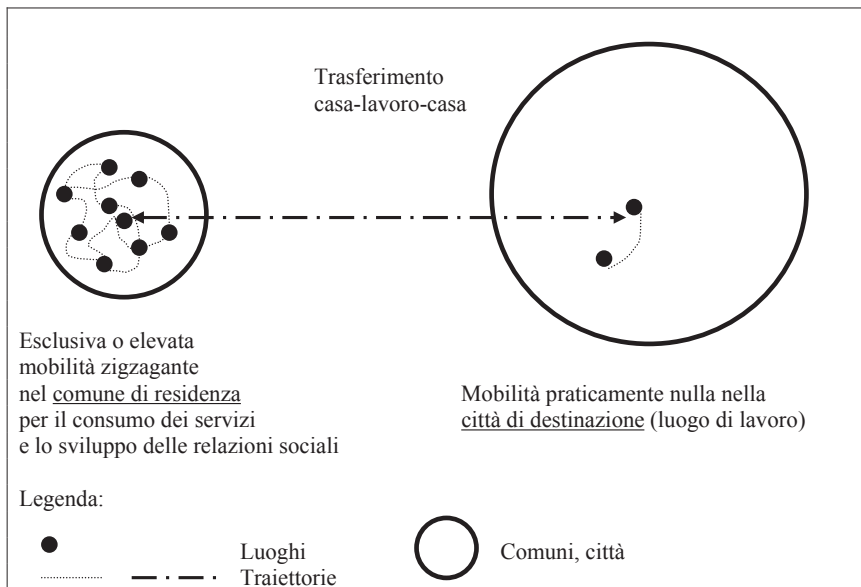 Trasferimento
casa-lavoro-casa
Esclusiva o elevata
mobilità zigzagante
nel comune di residenza
per il consumo dei servizi
e lo sviluppo delle relazioni sociali
Mobilità praticamente nulla nella
città di destinazione (luogo di lavoro)
Legenda:
Luoghi
Traiettorie
Comuni, città